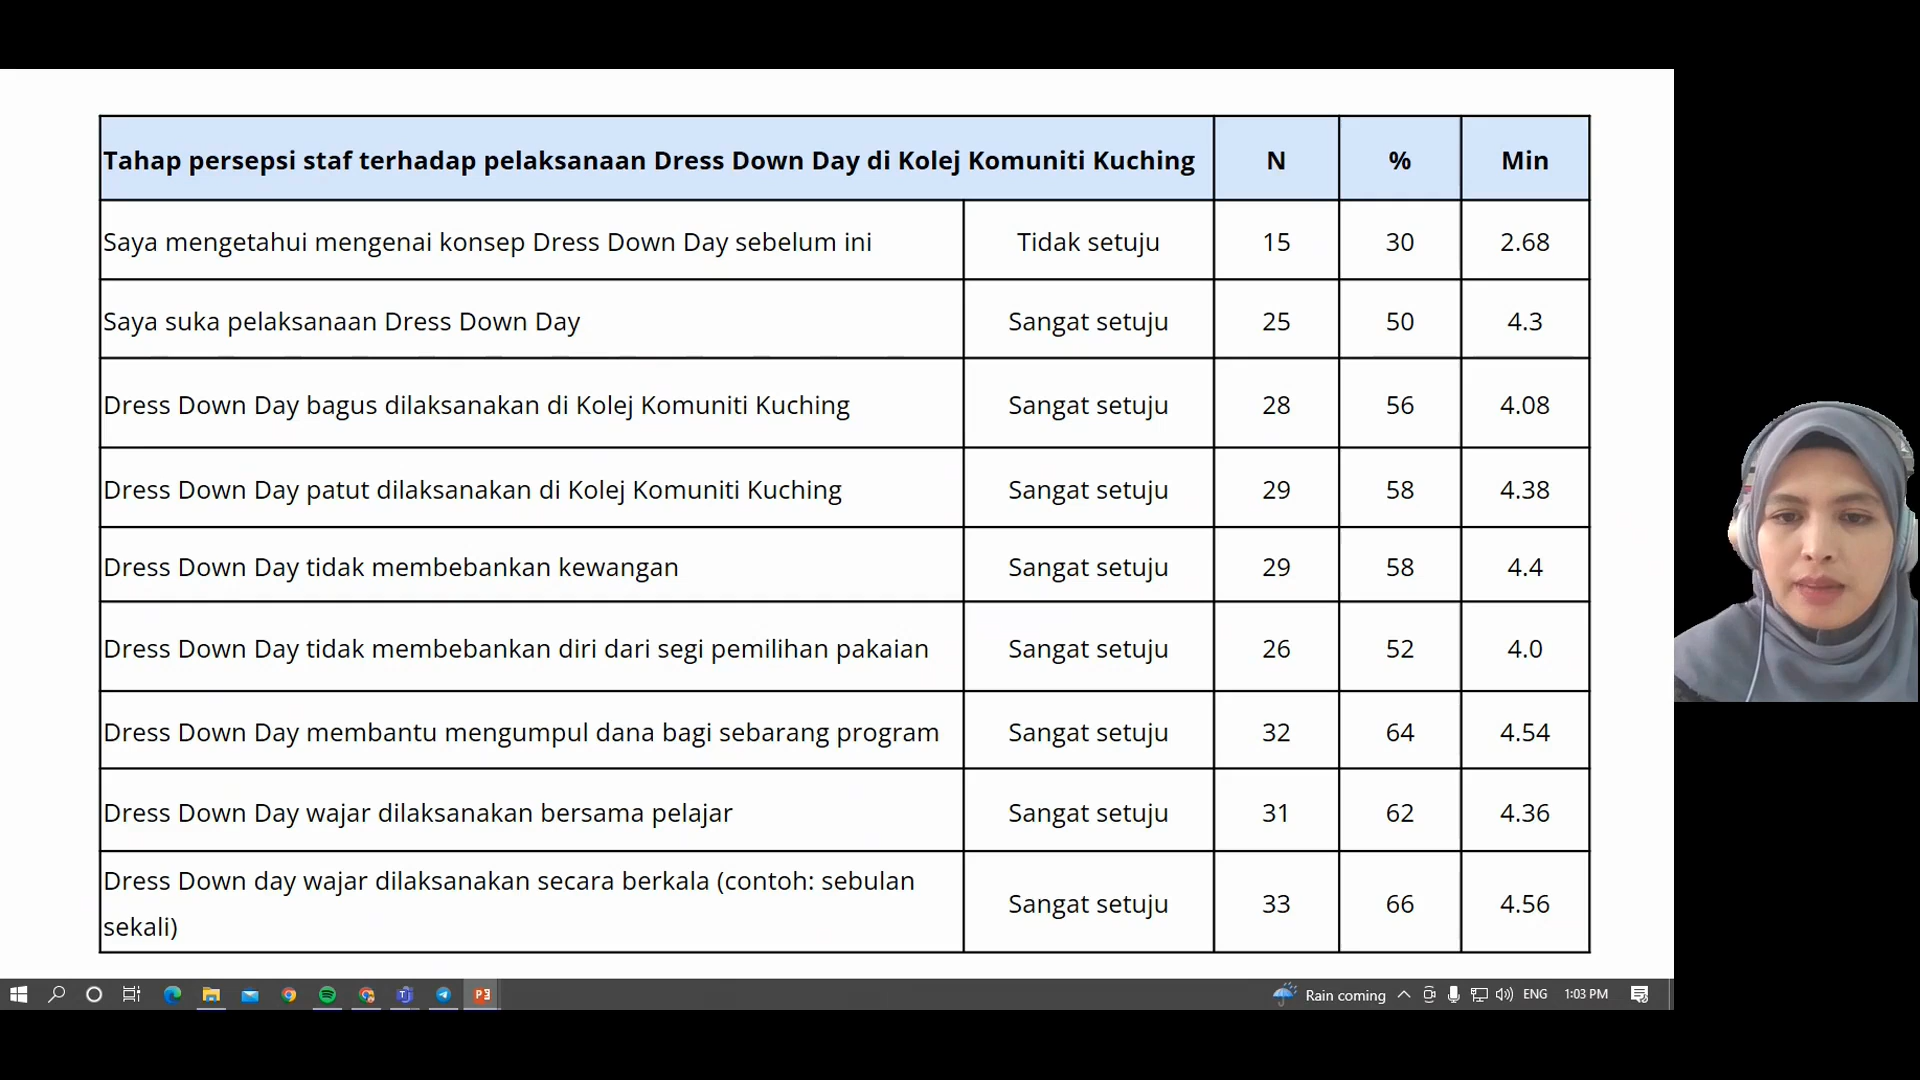 Tahap persepsi staf terhadap pelaksanaan Dress Down Day di Kolej Komuniti Kuching N % Min
Saya mengetahui mengenai konsep Dress Down Day sebelum ini Tidak setuju 15 30 2.68
Saya suka pelaksanaan Dress Down Day Sangat setuju 25 50 4.3
Dress Down Day bagus dilaksanakan di Kolej Komuniti Kuching Sangat setuju 28 56 4.08
Dress Down Day patut dilaksanakan di Kolej Komuniti Kuching Sangat setuju 29 58 4.38
Dress Down Day tidak membebankan kewangan Sangat setuju 29 58 4.4
Dress Down Day tidak membebankan diri dari segi pemilihan pakaian Sangat setuju 26 52 4.0
Dress Down Day membantu mengumpul dana bagi sebarang program Sangat setuju 32 64 4.54
Dress Down Day wajar dilaksanakan bersama pelajar Sangat setuju 31 62 4.36
Dress Down day wajar dilaksanakan secara berkala (contoh: sebulan
sekali) Sangat setuju 33 66 4.56
Rain coming ENG 1:03 PM